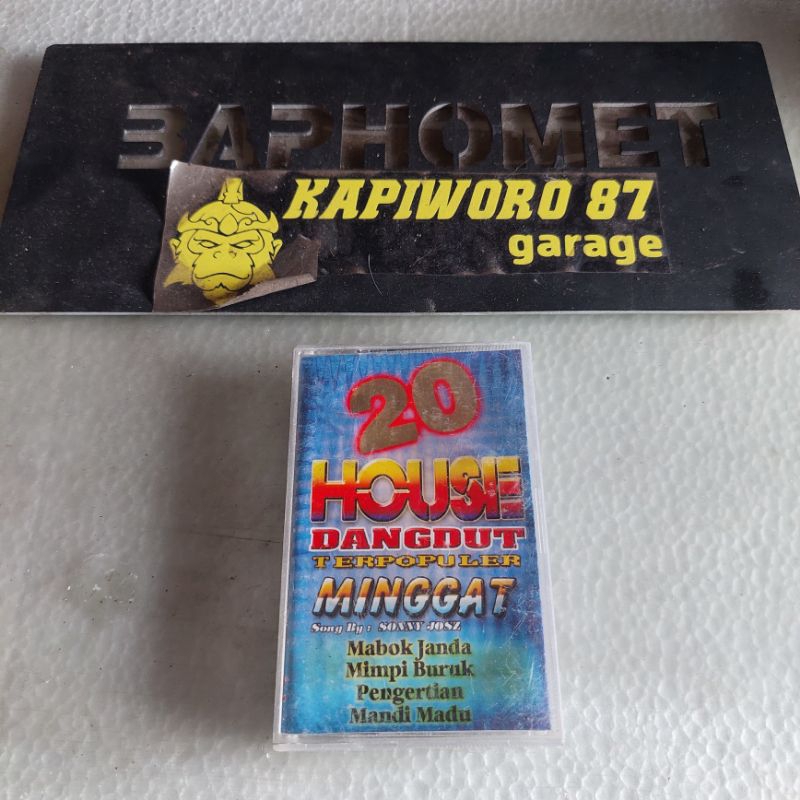 BAPHOMET
KAPIWORO 87
garage
20
HOUSE
DANGDUT
TERPOPULER
MINGGAT
Song By : SONNY JOSZ
Mabok Janda
Mimpi Buruk
Pengertian
Mandi Madu